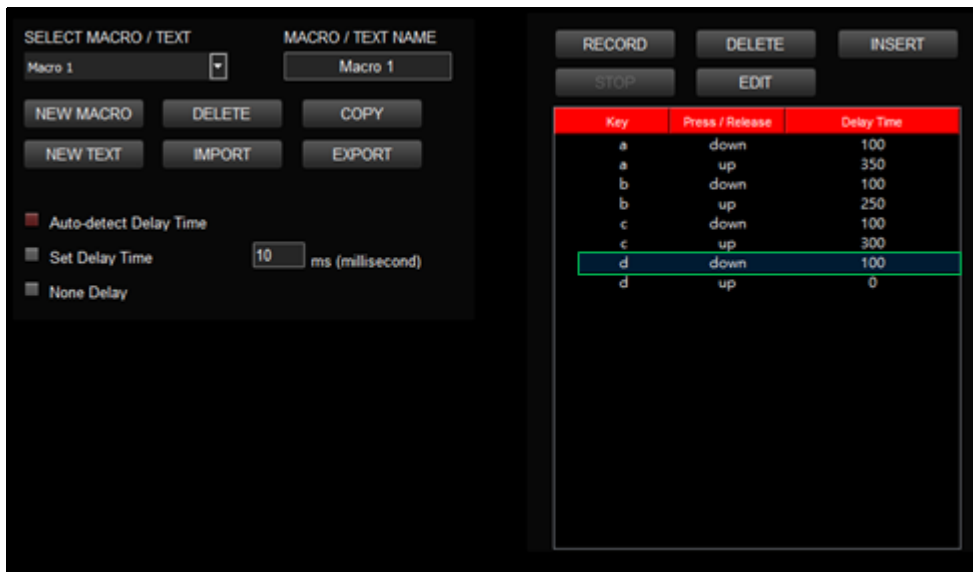 SELECT MACRO / TEXT
MACRO / TEXT NAME
Macro 1
Macro 1
NEW MACRO
DELETE
COPY
NEW TEXT
IMPORT
EXPORT
Auto-detect Delay Time
Set Delay Time
10
ms (millisecond)
None Delay
RECORD
DELETE
INSERT
STOP
EDIT
Key Press / Release Delay Time
a down 100
a up 350
b down 100
b up 250
c down 100
c up 300
d down 100
d up 0